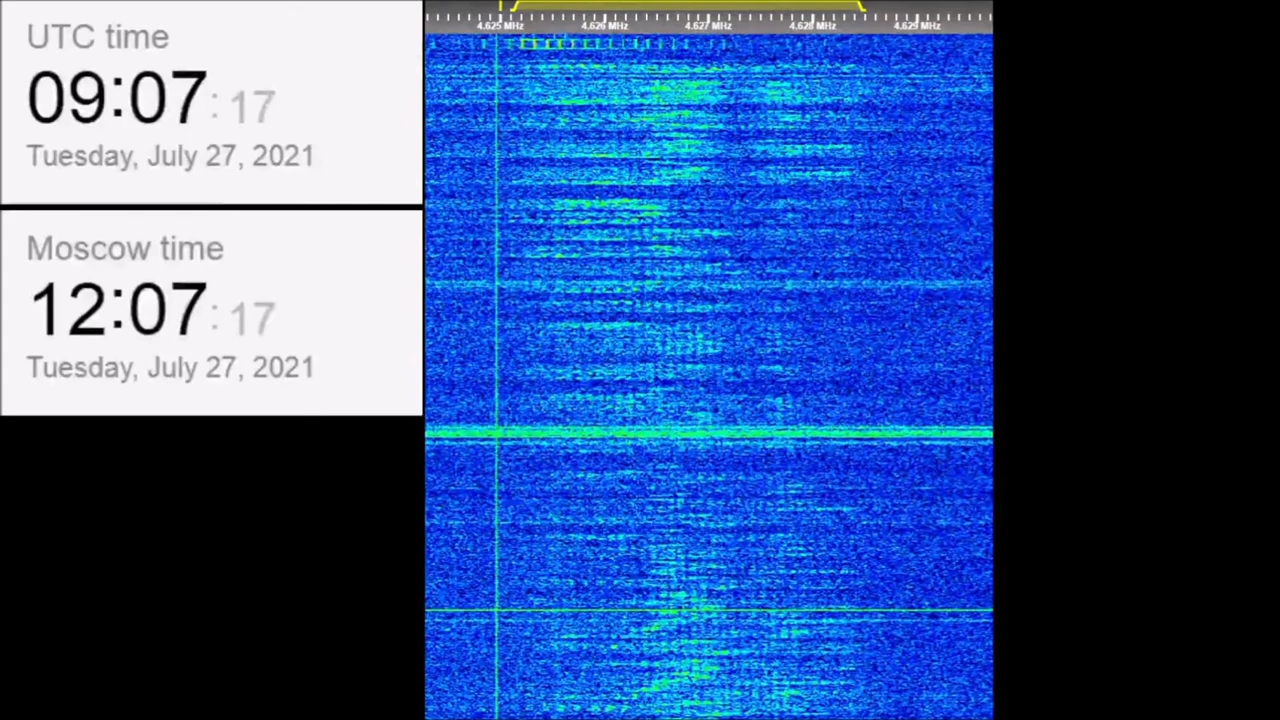 UTC time
09:07:17
Tuesday, July 27, 2021
Moscow time
12:07:17
Tuesday, July 27, 2021
4.625 MHz 4.626 MHz 4.627 MHz 4.628 MHz 4.629 MHz